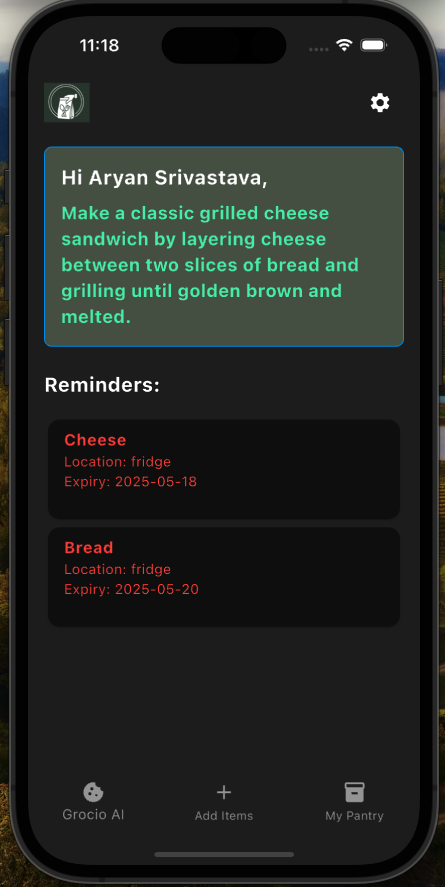 11:18
Hi Aryan Srivastava,
Make a classic grilled cheese
sandwich by layering cheese
between two slices of bread and
grilling until golden brown and
melted.
Reminders:
Cheese
Location: fridge
Expiry: 2025-05-18
Bread
Location: fridge
Expiry: 2025-05-20
Grocio AI
Add Items
My Pantry